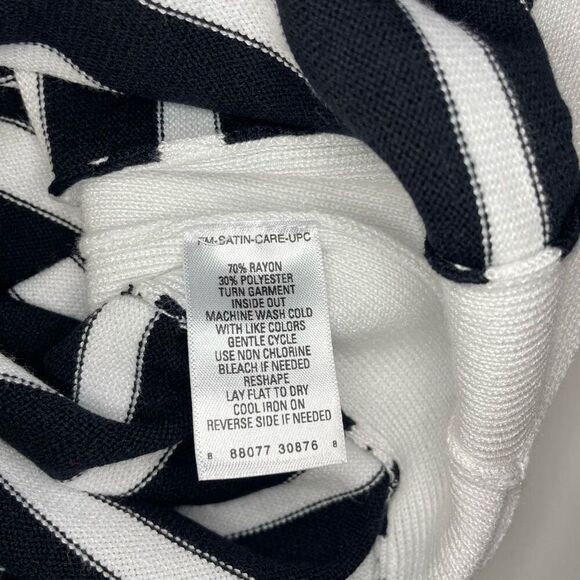 -SATIN-CARE-UPC
70% RAYON
30% POLYESTER
TURN GARMENT
INSIDE OUT
MACHINE WASH COLD
WITH LIKE COLORS
GENTLE CYCLE
USE NON CHLORINE
BLEACH IF NEEDED
RESHAPE
LAY FLAT TO DRY
COOL IRON ON
REVERSE SIDE IF NEEDED
8 88077 30876 8